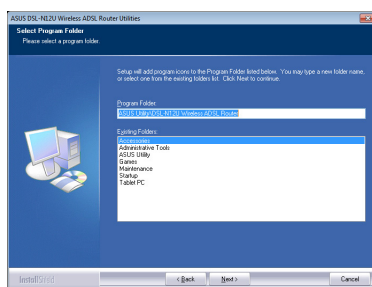 ASUS DSL-N12U Wireless ADSL Router Utilities
Select Program Folder
Please select a program folder.
Setup will add program icons to the Program Folder listed below. You may type a new folder name,
or select one from the existing folders list. Click Next to continue.
Program Folder:
ASUS Utility\DSL-N12U Wireless ADSL Router
Existing Folders:
Accessories
Administrative Tools
ASUS Utility
Games
Maintenance
Startup
Tablet PC
InstallShield
< Back
Next >
Cancel